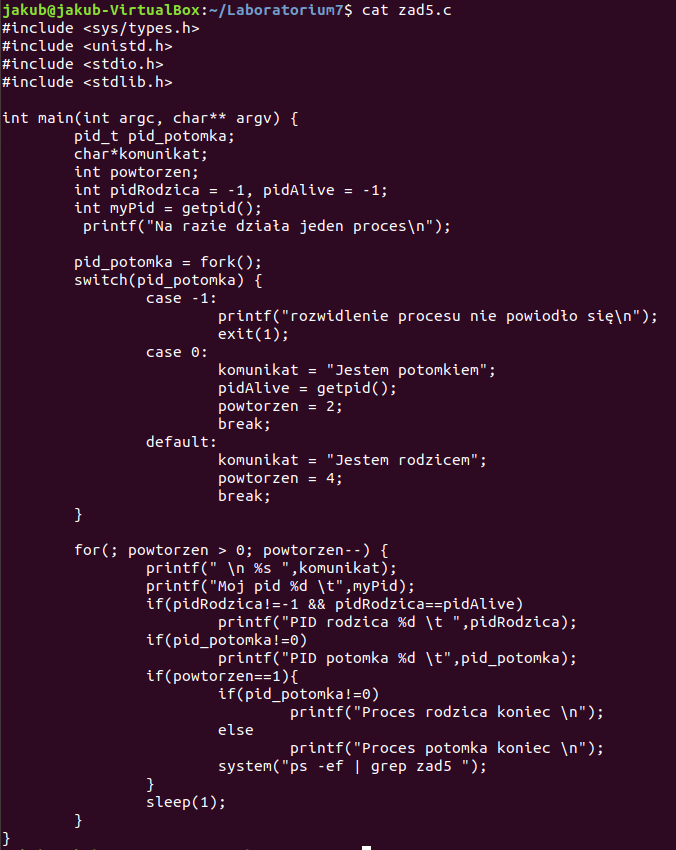 jakub@jakub-VirtualBox:~/Laboratorium7$ cat zad5.c
#include <sys/types.h>
#include <unistd.h>
#include <stdio.h>
#include <stdlib.h>

int main(int argc, char** argv) {
        pid_t pid_potomka;
        char*komunikat;
        int powtorzen;
        int pidRodzica = -1, pidAlive = -1;
        int myPid = getpid();
         printf("Na razie działa jeden proces\n");

        pid_potomka = fork();
        switch(pid_potomka) {
                case -1:
                        printf("rozwidlenie procesu nie powiodło się\n");
                        exit(1);
                case 0:
                        komunikat = "Jestem potomkiem";
                        pidAlive = getpid();
                        powtorzen = 2;
                        break;
                default:
                        komunikat = "Jestem rodzicem";
                        powtorzen = 4;
                        break;
        }

        for(; powtorzen > 0; powtorzen--) {
                printf(" \n %s ",komunikat);
                printf("Moj pid %d \t",myPid);
                if(pidRodzica!=-1 && pidRodzica==pidAlive)
                        printf("PID rodzica %d \t ",pidRodzica);
                if(pid_potomka!=0)
                        printf("PID potomka %d \t",pid_potomka);
                if(powtorzen==1){
                        if(pid_potomka!=0)
                                printf("Proces rodzica koniec \n");
                        else
                                printf("Proces potomka koniec \n");
                        system("ps -ef | grep zad5 ");
                }
                sleep(1);
        }
}